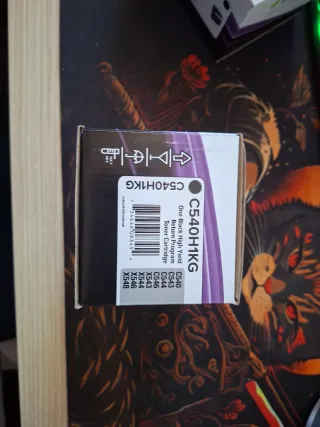 C540H1KG
C540H1KG
One Black High Yield
Return Program
Toner Cartridge
C540
C543
C544
C546
X543
X544
X546
X548